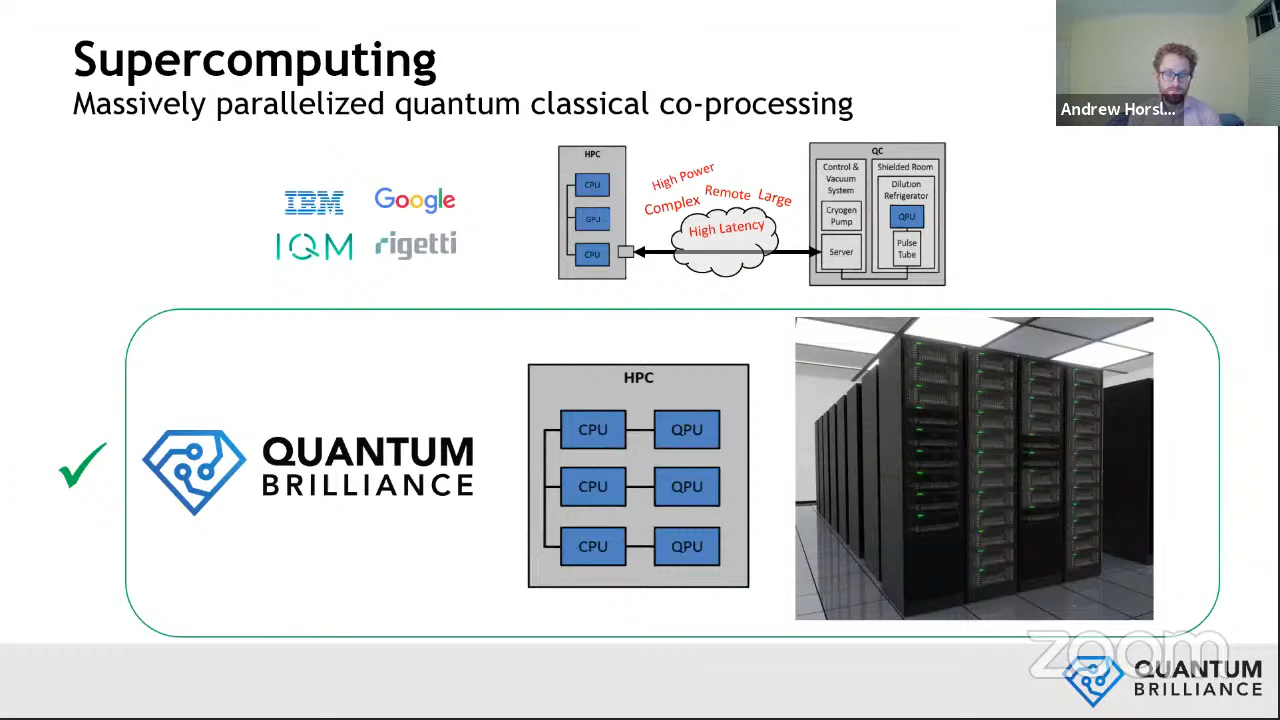 Supercomputing
Massively parallelized quantum classical co-processing
Andrew Horsl...
IBM
Google
IQM
rigetti
HPC
CPU
GPU
CPU
High Power
Complex
Remote
Large
High Latency
QC
Control &
Vacuum
System
Cryogen
Pump
Server
Shielded Room
Dilution
Refrigerator
QPU
Pulse
Tube
QUANTUM
BRILLIANCE
HPC
CPU
QPU
CPU
QPU
CPU
QPU
zoom
QUANTUM
BRILLIANCE